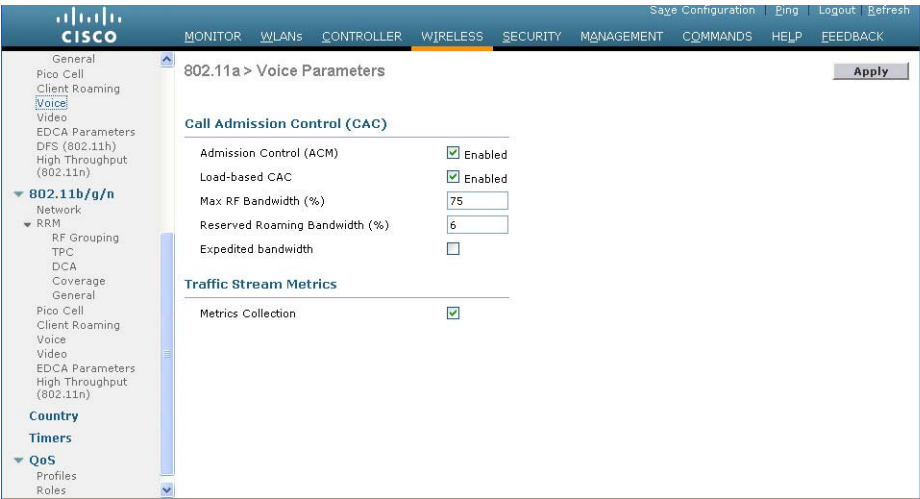 Save Configuration | Ping | Logout | Refresh
CISCO
MONITOR WLANs CONTROLLER WIRELESS SECURITY MANAGEMENT COMMANDS HELP FEEDBACK
General
Pico Cell
Client Roaming
Voice
Video
EDCA Parameters
DFS (802.11h)
High Throughput
(802.11n)
802.11b/g/n
Network
RRM
RF Grouping
TPC
DCA
Coverage
General
Pico Cell
Client Roaming
Voice
Video
EDCA Parameters
High Throughput
(802.11n)
Country
Timers
QoS
Profiles
Roles
802.11a > Voice Parameters
Apply
Call Admission Control (CAC)
Admission Control (ACM) Enabled
Load-based CAC Enabled
Max RF Bandwidth (%) 75
Reserved Roaming Bandwidth (%) 6
Expedited bandwidth
Traffic Stream Metrics
Metrics Collection